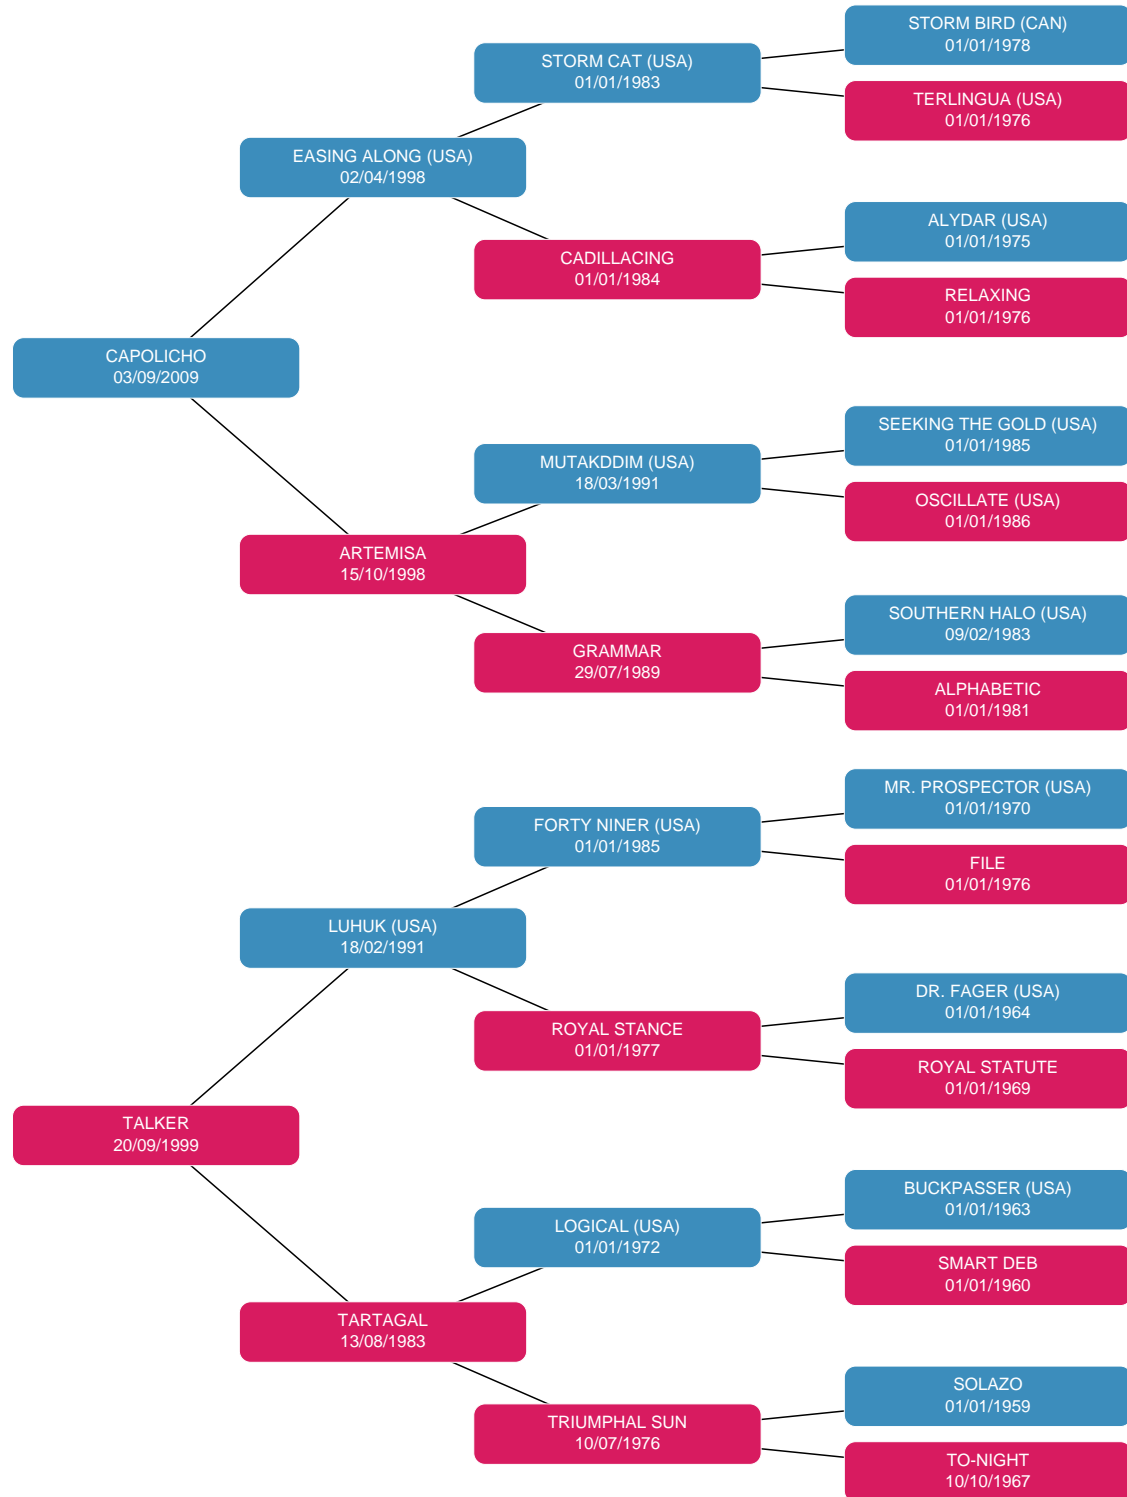 STORM BIRD (CAN)
01/01/1978
STORM CAT (USA)
01/01/1983
TERLINGUA (USA)
01/01/1976
EASING ALONG (USA)
02/04/1998
ALYDAR (USA)
01/01/1975
CADILLACING
01/01/1984
RELAXING
01/01/1976
CAPOLICHO
03/09/2009
SEEKING THE GOLD (USA)
01/01/1985
MUTAKDDIM (USA)
18/03/1991
OSCILLATE (USA)
01/01/1986
ARTEMISA
15/10/1998
SOUTHERN HALO (USA)
09/02/1983
GRAMMAR
29/07/1989
ALPHABETIC
01/01/1981
MR. PROSPECTOR (USA)
01/01/1970
FORTY NINER (USA)
01/01/1985
FILE
01/01/1976
LUHUK (USA)
18/02/1991
DR. FAGER (USA)
01/01/1964
ROYAL STANCE
01/01/1977
ROYAL STATUTE
01/01/1969
TALKER
20/09/1999
BUCKPASSER (USA)
01/01/1963
LOGICAL (USA)
01/01/1972
SMART DEB
01/01/1960
TARTAGAL
13/08/1983
SOLAZO
01/01/1959
TRIUMPHAL SUN
10/07/1976
TO-NIGHT
10/10/1967